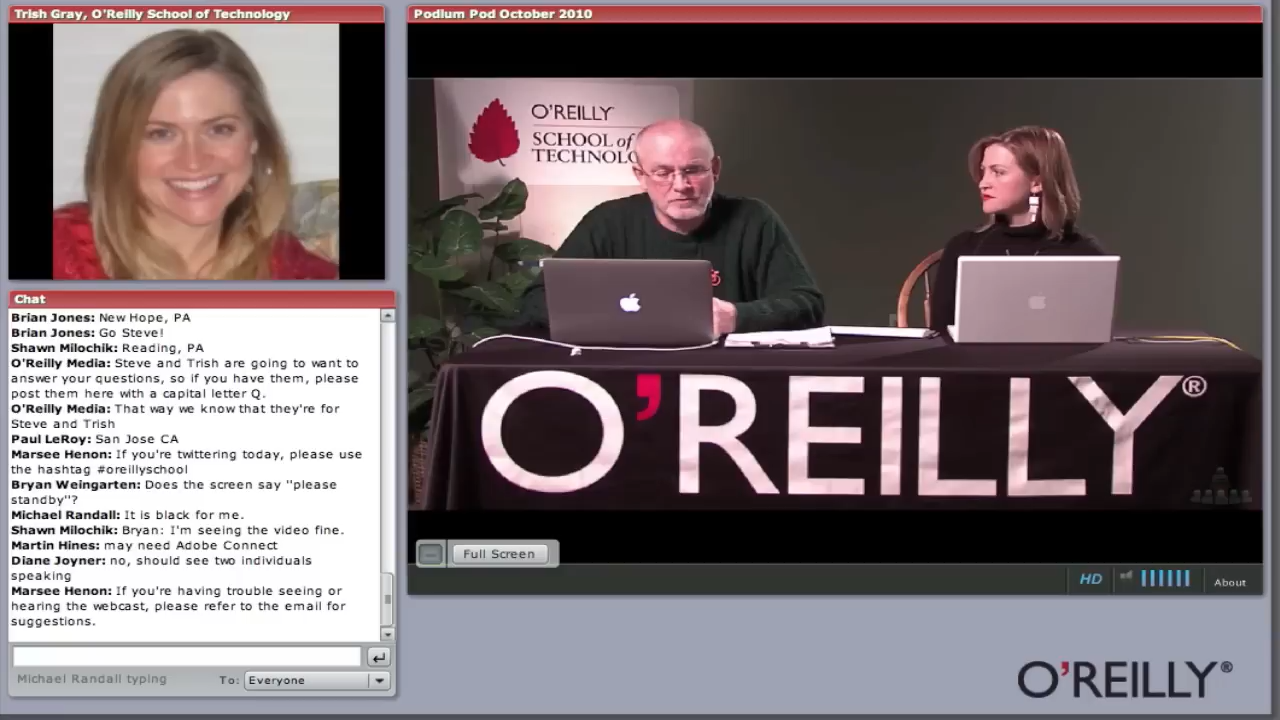 Trish Gray, O'Reilly School of Technology
Podium Pod October 2010
O'REILLY
SCHOOL of
TECHNOLO
O'REILLY®
Chat
Brian Jones: New Hope, PA
Brian Jones: Go Steve!
Shawn Milochik: Reading, PA
O'Reilly Media: Steve and Trish are going to want to
answer your questions, so if you have them, please
post them here with a capital letter Q.
O'Reilly Media: That way we know that they're for
Steve and Trish
Paul LeRoy: San Jose CA
Marsee Henon: If you're twittering today, please use
the hashtag #oreillyschool
Bryan Weingarten: Does the screen say "please
standby"?
Michael Randall: It is black for me.
Shawn Milochik: Bryan: I'm seeing the video fine.
Martin Hines: may need Adobe Connect
Diane Joyner: no, should see two individuals
speaking
Marsee Henon: If you're having trouble seeing or
hearing the webcast, please refer to the email for
suggestions.
Michael Randall typing
To: Everyone
Full Screen
HD
About
O'REILLY®